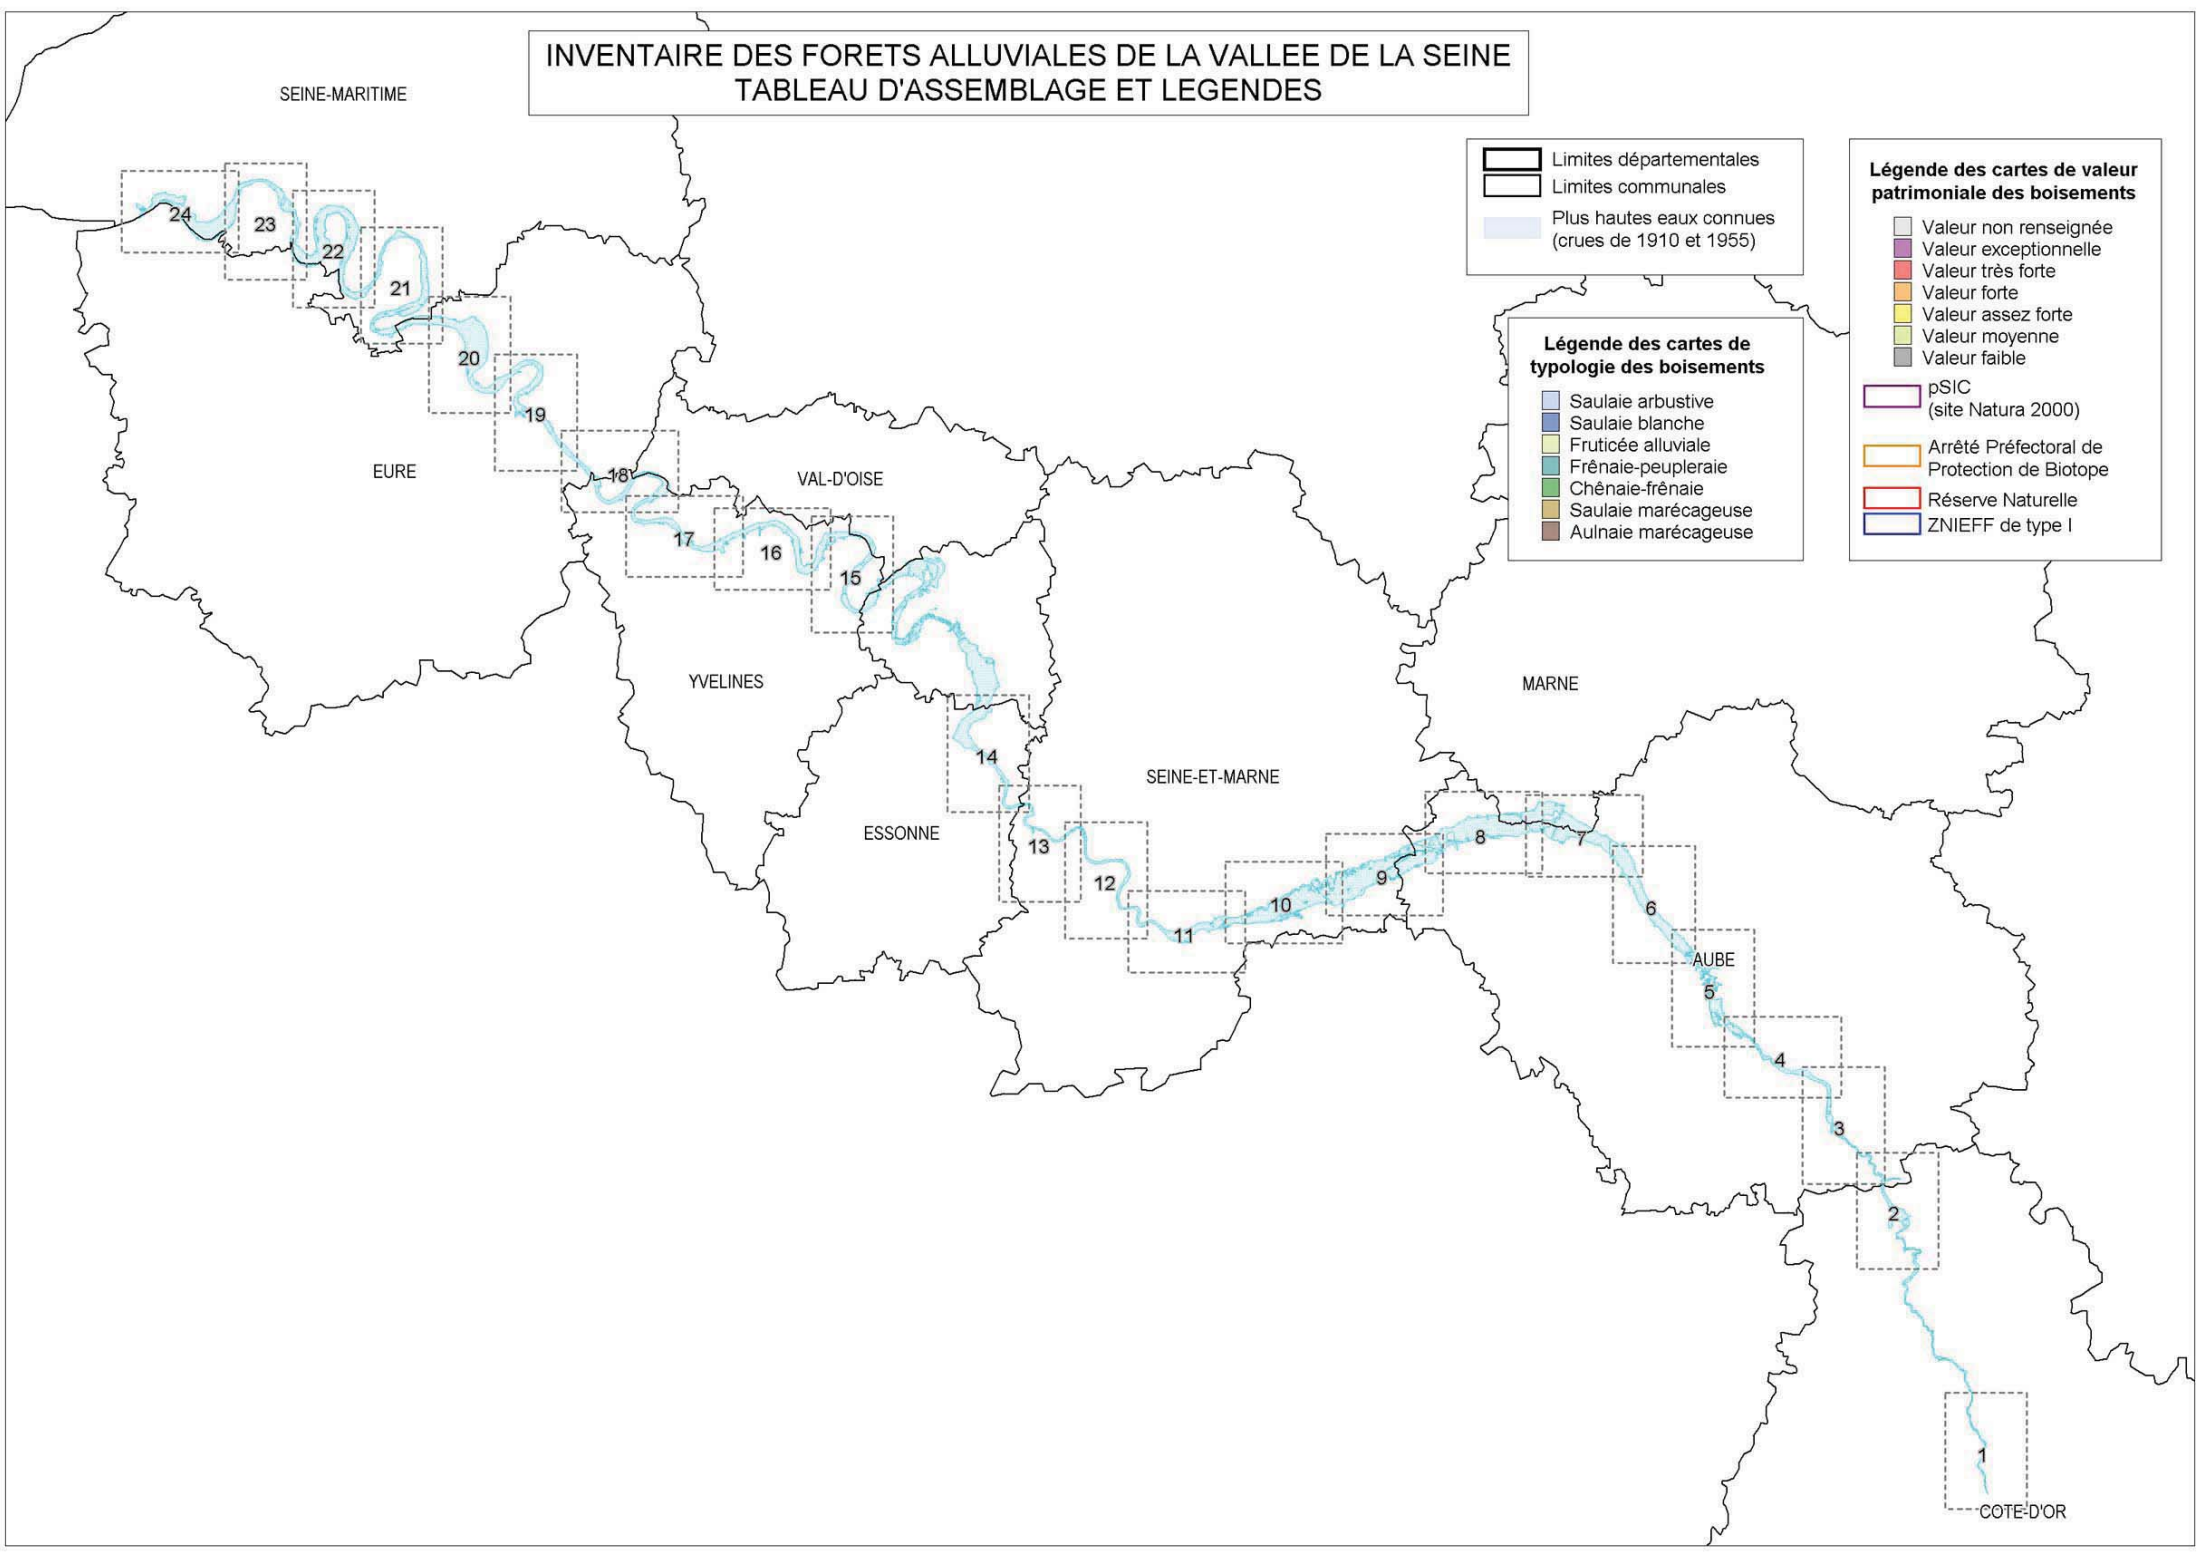 INVENTAIRE DES FORETS ALLUVIALES DE LA VALLEE DE LA SEINE
TABLEAU D'ASSEMBLAGE ET LEGENDES
SEINE-MARITIME
Limites départementales
Limites communales
Plus hautes eaux connues
(crues de 1910 et 1955)
Légende des cartes de valeur
patrimoniale des boisements
Valeur non renseignée
Valeur exceptionnelle
Valeur très forte
Valeur forte
Valeur assez forte
Valeur moyenne
Valeur faible
pSIC
(site Natura 2000)
Arrêté Préfectoral de
Protection de Biotope
Réserve Naturelle
ZNIEFF de type I
Légende des cartes de
typologie des boisements
Saulaie arbustive
Saulaie blanche
Fruticée alluviale
Frênaie-peupleraie
Chênaie-frênaie
Saulaie marécageuse
Aulnaie marécageuse
24
23
22
21
20
19
EURE
18
VAL-D'OISE
17
16
15
YVELINES
MARNE
14
SEINE-ET-MARNE
ESSONNE
13
12
11
10
9
8
7
6
AUBE
5
4
3
2
1
COTE-D'OR